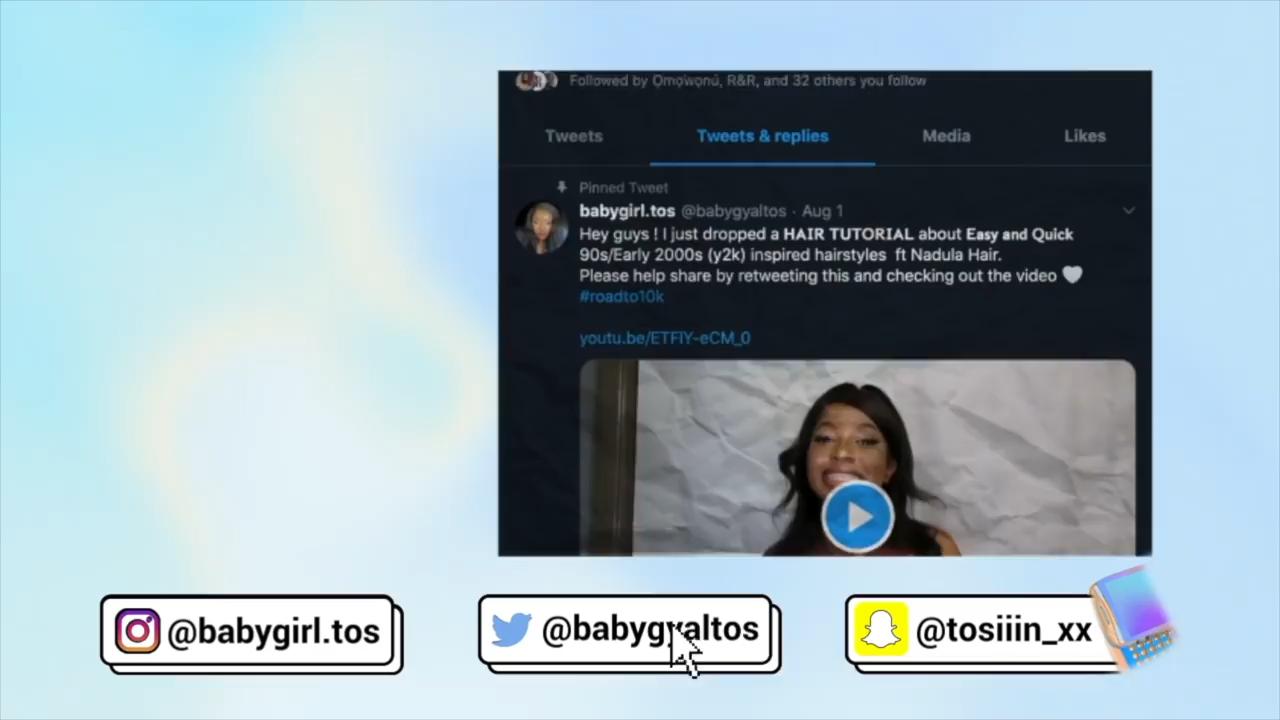 Followed by Ọmọwọnú, R&R, and 32 others you follow
Tweets Tweets & replies Media Likes
Pinned Tweet
babygirl.tos @babygyaltos · Aug 1
Hey guys ! I just dropped a HAIR TUTORIAL about Easy and Quick
90s/Early 2000s (y2k) inspired hairstyles ft Nadula Hair.
Please help share by retweeting this and checking out the video 🤍
#roadto10k
youtu.be/ETFlY-eCM_0
@babygirl.tos @babygyaltos @tosiiin_xx